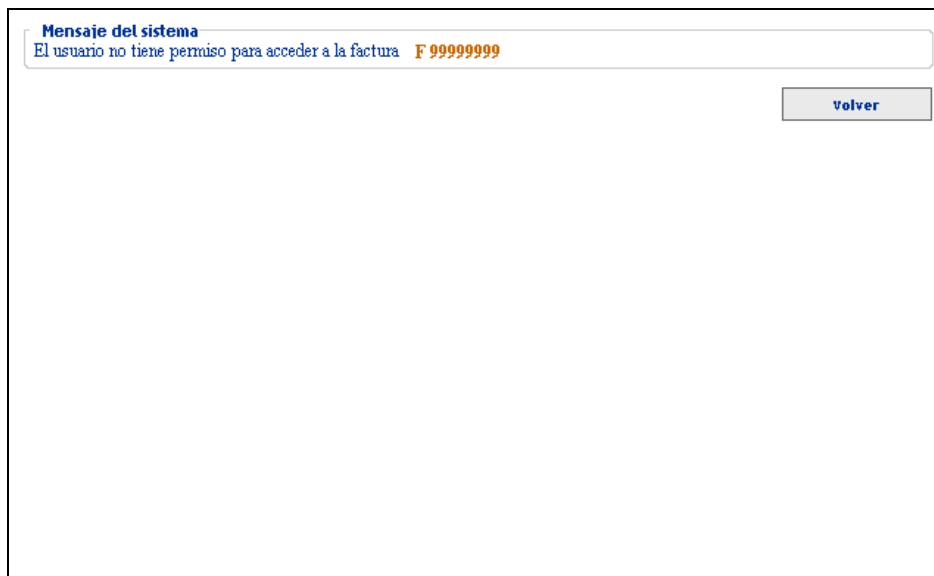 Mensaje del sistema
El usuario no tiene permiso para acceder a la factura F 99999999
Volver